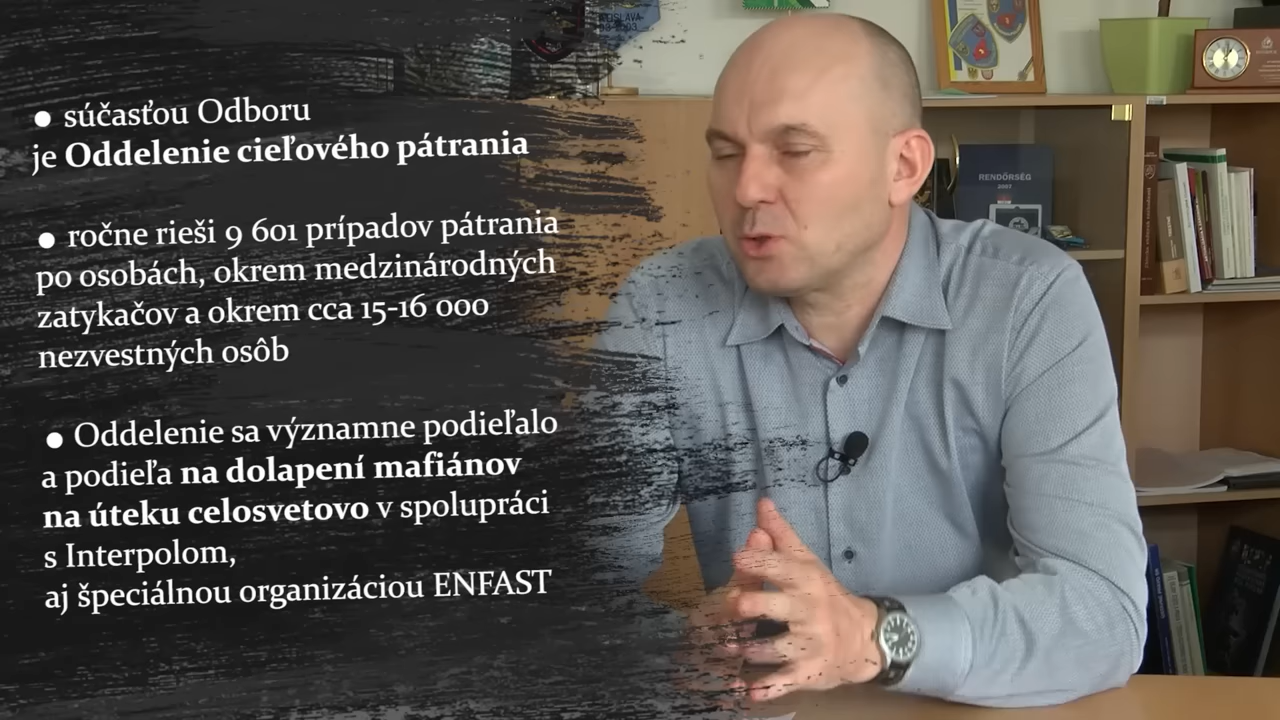 ● súčasťou Odboru
je Oddelenie cieľového pátrania
● ročne rieši 9 601 prípadov pátrania
po osobách, okrem medzinárodných
zatykačov a okrem cca 15-16 000
nezvestných osôb
● Oddelenie sa významne podieľalo
a podieľa na dolapení mafiánov
na úteku celosvetovo v spolupráci
s Interpolom,
aj špeciálnou organizáciou ENFAST
RENDŐRSÉG
2007